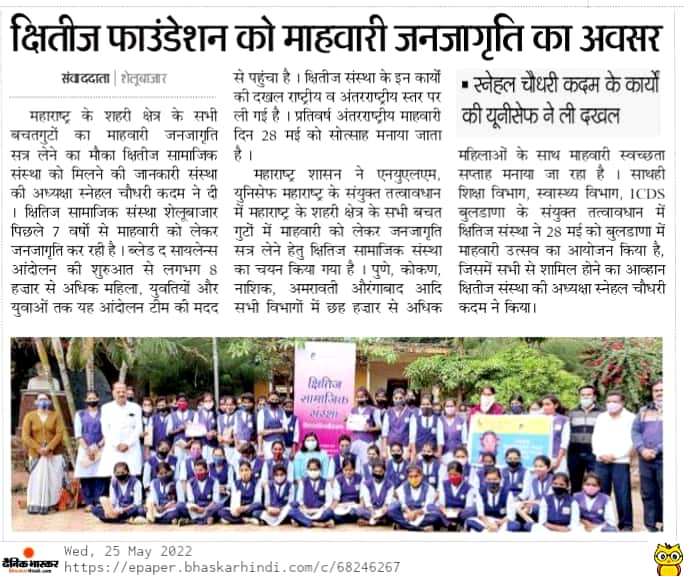 क्षितीज फाउंडेशन को माहवारी जनजागृति का अवसर
संवाददाता | शेलूबाजार
महाराष्ट्र के शहरी क्षेत्र के सभी
बचतगुटों का माहवारी जनजागृति
सत्र लेने का मौका क्षितीज सामाजिक
संस्था को मिलने की जानकारी संस्था
की अध्यक्षा स्नेहल चौधरी कदम ने दी
। क्षितिज सामाजिक संस्था शेलूबाजार
पिछले 7 वर्षो से माहवारी को लेकर
जनजागृति कर रही है। ब्लेड द सायलेन्स
आंदोलन की शुरुआत से लगभग 8
हजार से अधिक महिला, युवतियों और
युवाओं तक यह आंदोलन टीम की मदद
से पहुंचा है । क्षितीज संस्था के इन कार्यो
की दखल राष्ट्रीय व अंतरराष्ट्रीय स्तर पर
ली गई है । प्रतिवर्ष अंतरराष्ट्रीय माहवारी
दिन 28 मई को सोत्साह मनाया जाता
है ।
महाराष्ट्र शासन ने एनयुएलएम,
युनिसेफ महाराष्ट्र के संयुक्त तत्वावधान
में महाराष्ट्र के शहरी क्षेत्र के सभी बचत
गुटों में माहवारी को लेकर जनजागृति
सत्र लेने हेतु क्षितिज सामाजिक संस्था
का चयन किया गया है । पुणे, कोकण,
नाशिक, अमरावती औरंगाबाद आदि
सभी विभागों में छह हजार से अधिक
▪ स्नेहल चौधरी कदम के कार्यो
की यूनीसेफ ने ली दखल
महिलाओं के साथ माहवारी स्वच्छता
सप्ताह मनाया जा रहा है । साथही
शिक्षा विभाग, स्वास्थ्य विभाग, ICDS
बुलडाणा के संयुक्त तत्वावधान में
क्षितीज संस्था ने 28 मई को बुलडाणा में
माहवारी उत्सव का आयोजन किया है,
जिसमें सभी से शामिल होने का आव्हान
क्षितीज संस्था की अध्यक्षा स्नेहल चौधरी
कदम ने किया।
क्षितिज
सामाजिक
संस्था
दैनिक भास्कर
Wed, 25 May 2022
https://epaper.bhaskarhindi.com/c/68246267